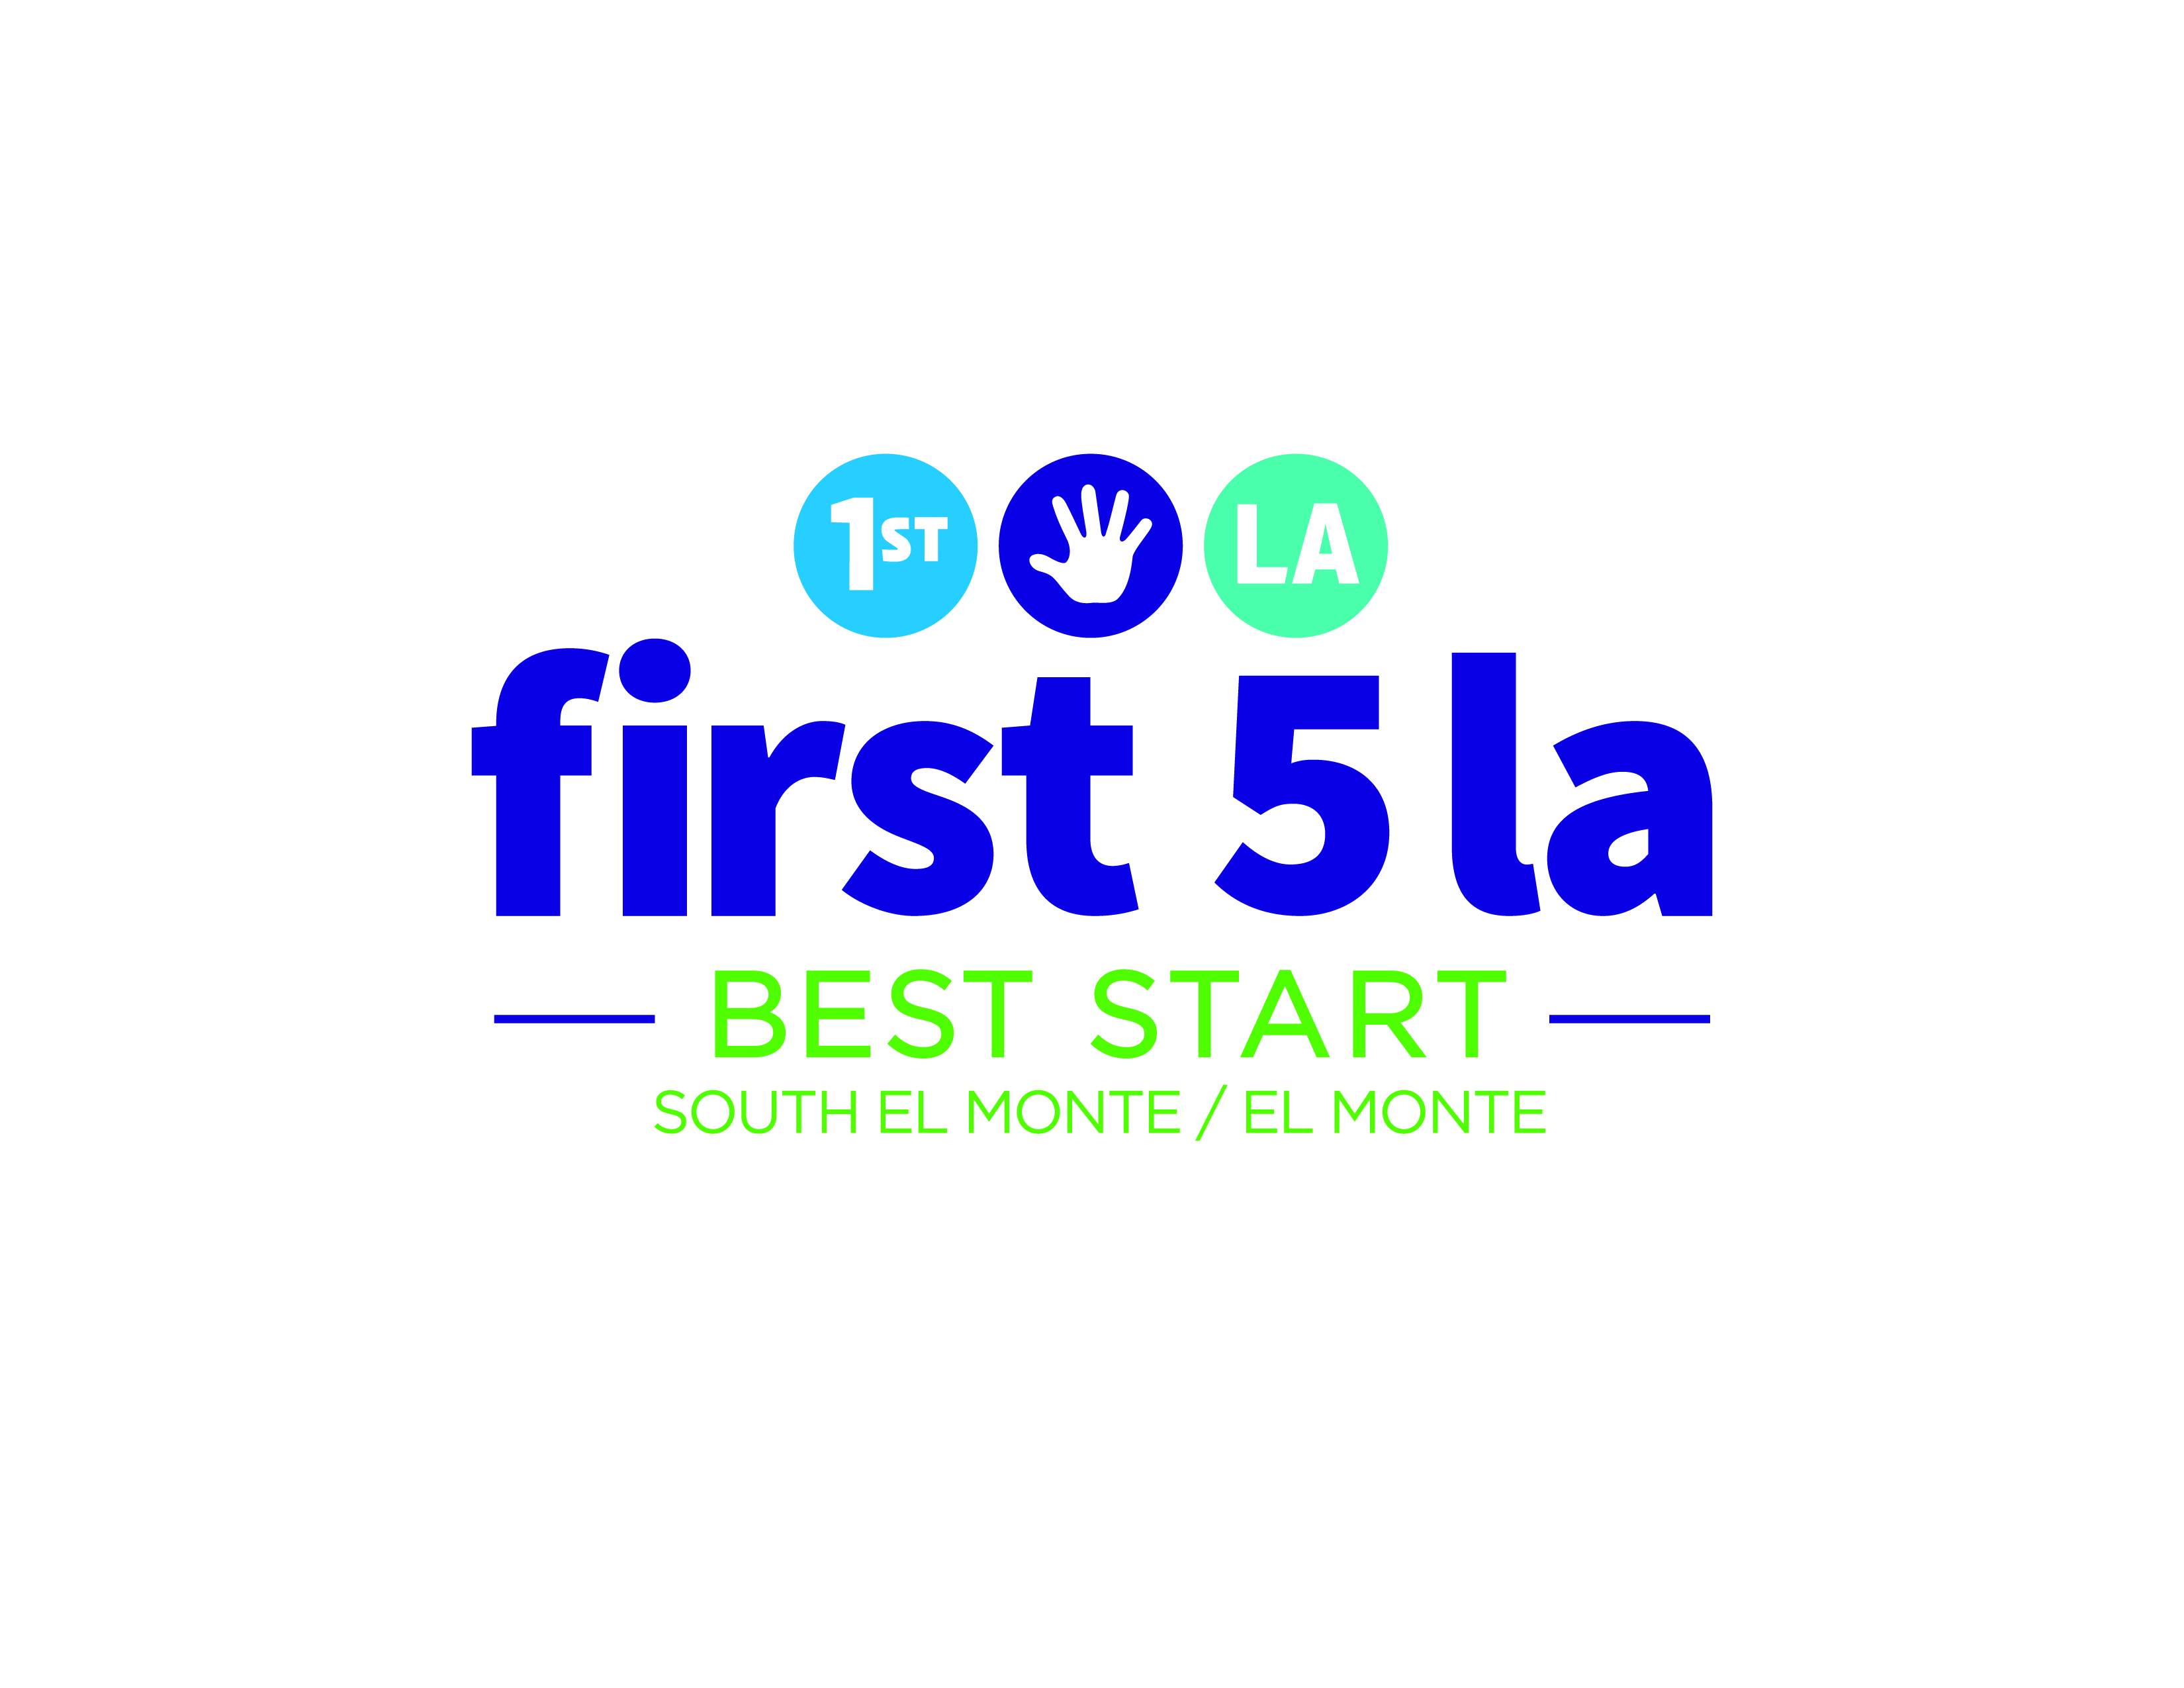 1ST LA
first 5 la
BEST START
SOUTH EL MONTE/EL MONTE